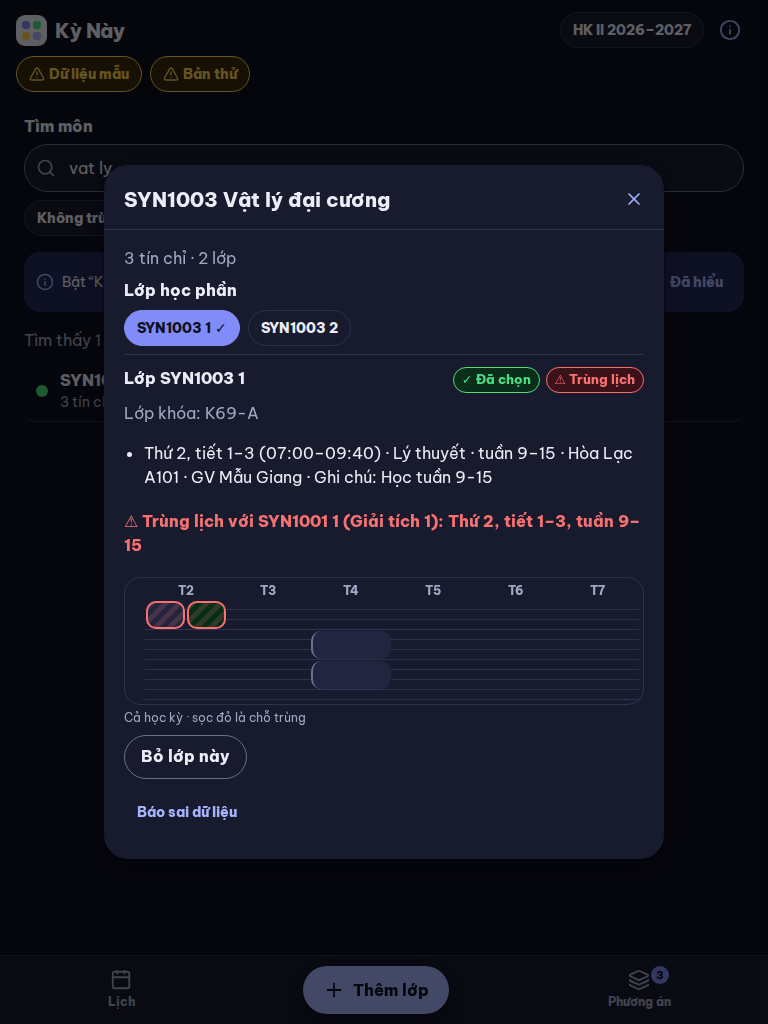 Kỳ Này
HK II 2026–2027
Dữ liệu mẫu
Bản thử
Tìm môn
vat ly
Không
SYN1003 Vật lý đại cương
3 tín chỉ · 2 lớp
Lớp học phần
SYN1003 1 ✓
SYN1003 2
Bật “K
Đã hiểu
Tìm thấy 1
Lớp SYN1003 1
✓ Đã chọn
⚠ Trùng lịch
3 tín
Lớp khóa: K69-A
Thứ 2, tiết 1–3 (07:00–09:40) · Lý thuyết · tuần 9–15 · Hòa Lạc
A101 · GV Mẫu Giang · Ghi chú: Học tuần 9-15
⚠ Trùng lịch với SYN1001 1 (Giải tích 1): Thứ 2, tiết 1–3, tuần 9–
15
T2 T3 T4 T5 T6 T7
Cả học kỳ · sọc đỏ là chỗ trùng
Bỏ lớp này
Báo sai dữ liệu
Lịch
Thêm lớp
3
Phương án